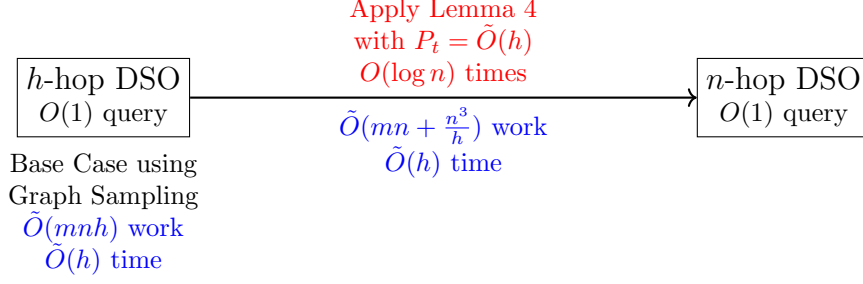 Apply Lemma 4
with $P_t = \tilde{O}(h)$
$O(\log n)$ times
$h$-hop DSO
$O(1)$ query
$n$-hop DSO
$O(1)$ query
$\tilde{O}(mn + \frac{n^3}{h})$ work
$\tilde{O}(h)$ time
Base Case using
Graph Sampling
$\tilde{O}(mnh)$ work
$\tilde{O}(h)$ time